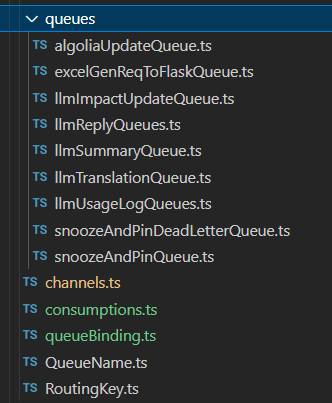 queues
TS algoliaUpdateQueue.ts
TS excelGenReqToFlaskQueue.ts
TS llmImpactUpdateQueue.ts
TS llmReplyQueues.ts
TS llmSummaryQueue.ts
TS llmTranslationQueue.ts
TS llmUsageLogQueues.ts
TS snoozeAndPinDeadLetterQueue.ts
TS snoozeAndPinQueue.ts
TS channels.ts
TS consumptions.ts
TS queueBinding.ts
TS QueueName.ts
TS RoutingKey.ts